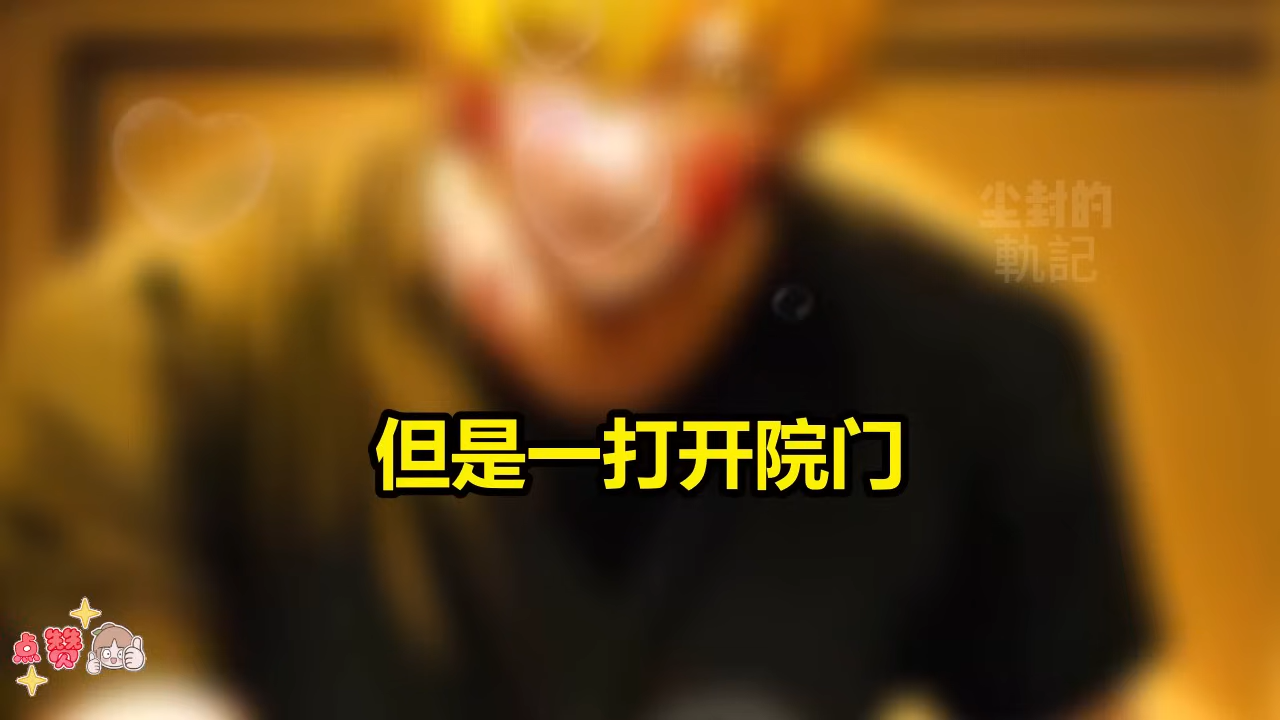 尘封的
軌記
但是一打开院门
点赞